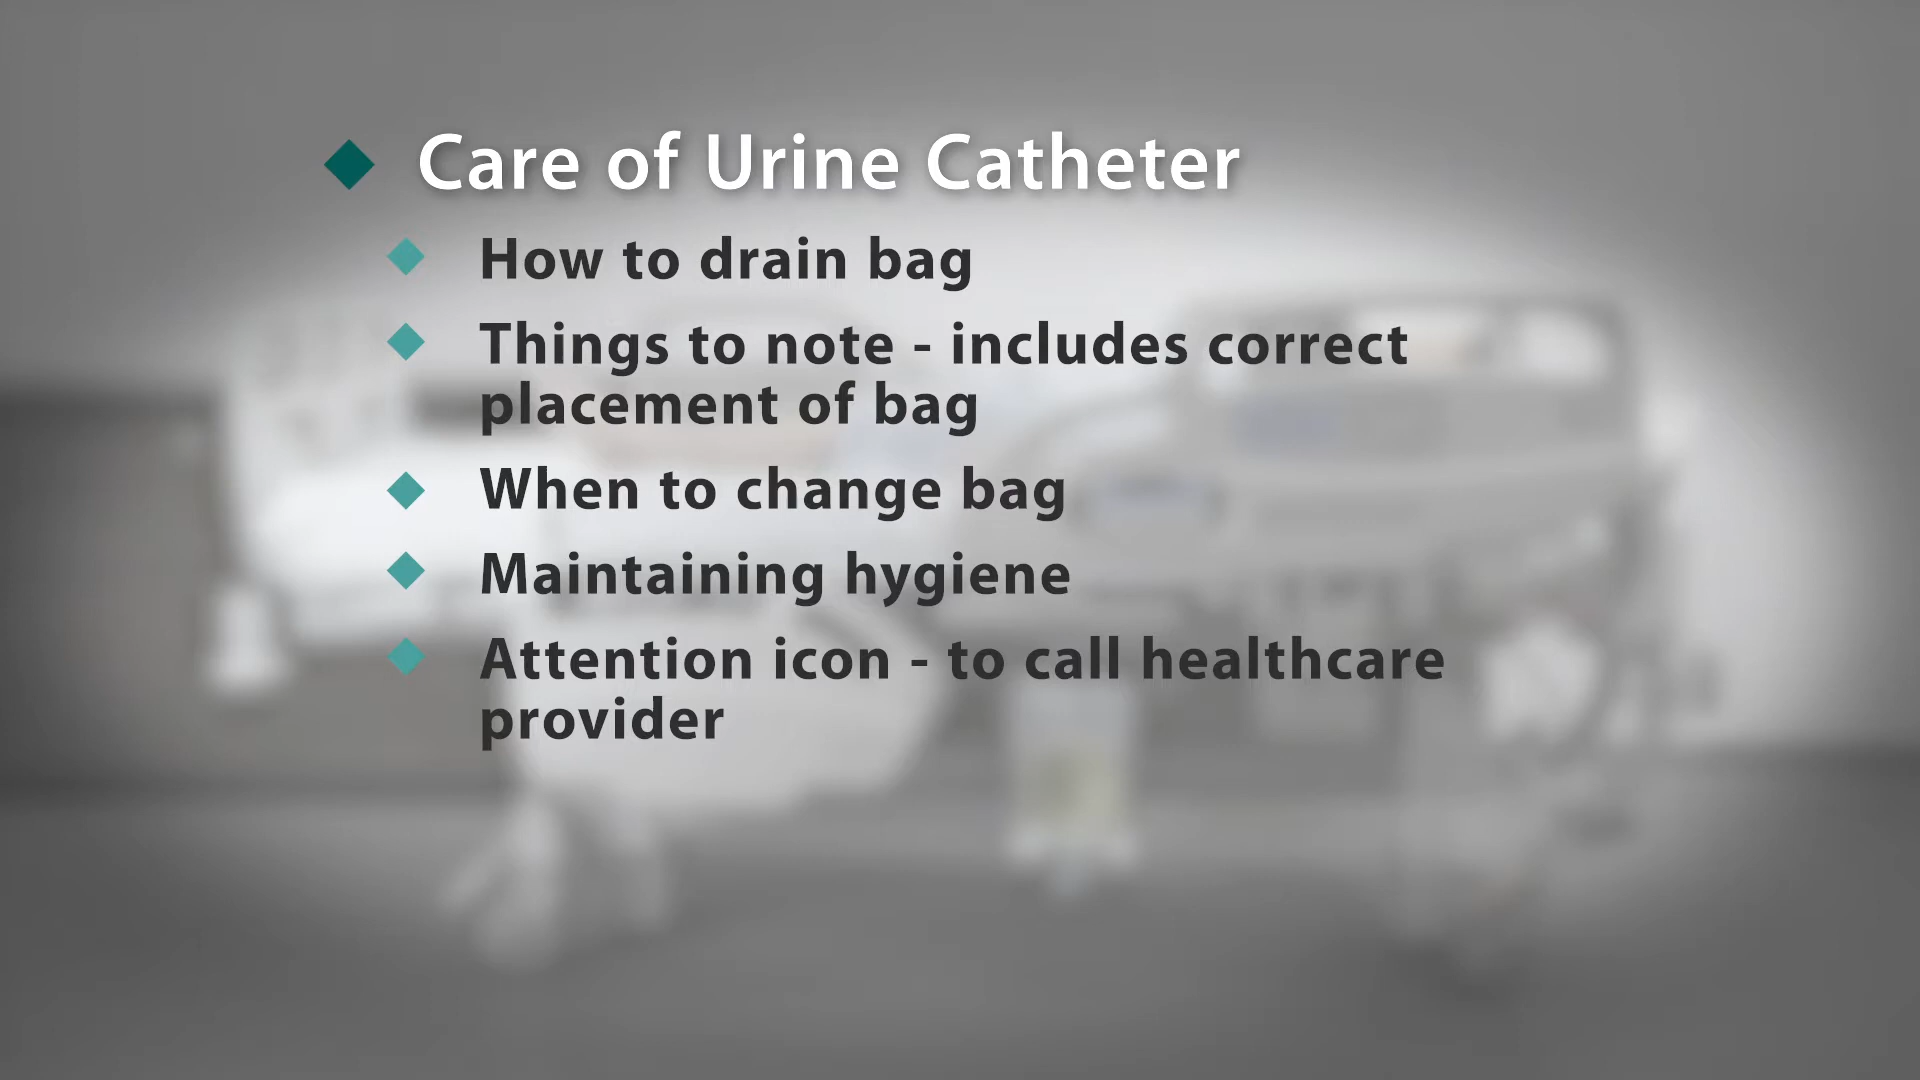 Care of Urine Catheter
How to drain bag
Things to note - includes correct
placement of bag
When to change bag
Maintaining hygiene
Attention icon - to call healthcare
provider